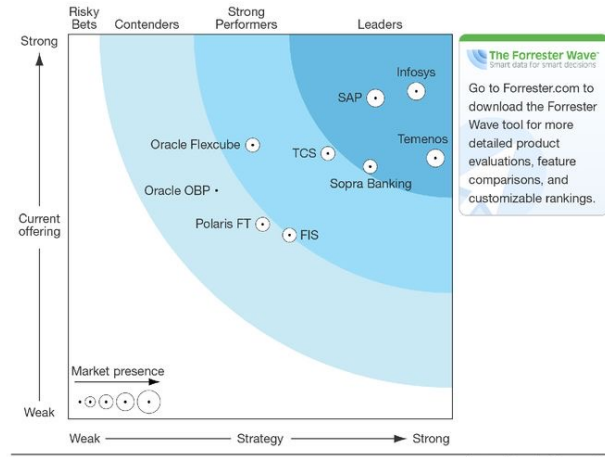 Risky
Bets
Contenders
Strong
Performers
Leaders
Strong
Current
offering
Weak
Infosys
SAP
Oracle Flexcube
TCS
Temenos
Sopra Banking
Oracle OBP
Polaris FT
FIS
Market presence
Weak
Strategy
Strong
The Forrester Wave™
Smart data for smart decisions
Go to Forrester.com to
download the Forrester
Wave tool for more
detailed product
evaluations, feature
comparisons, and
customizable rankings.